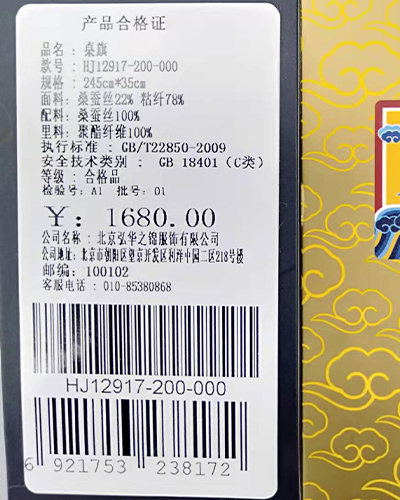 产品合格证
品名：桌旗
款号：HJ12917-200-000
规格：245cm*35cm
面料：桑蚕丝22% 粘纤78%
配料：桑蚕丝100%
里料：聚酯纤维100%
执行标准：GB/T22850-2009
安全技术类别： GB 18401（C类）
等级：合格品
检验号：A1 批号：01
￥：1680.00
公司名称：北京弘华之锦服饰有限公司
公司地址：北京市朝阳区望京开发区利泽中园二区218号楼
邮编：100102
客服电话：010-85380868
HJ12917-200-000
6 921753 238172